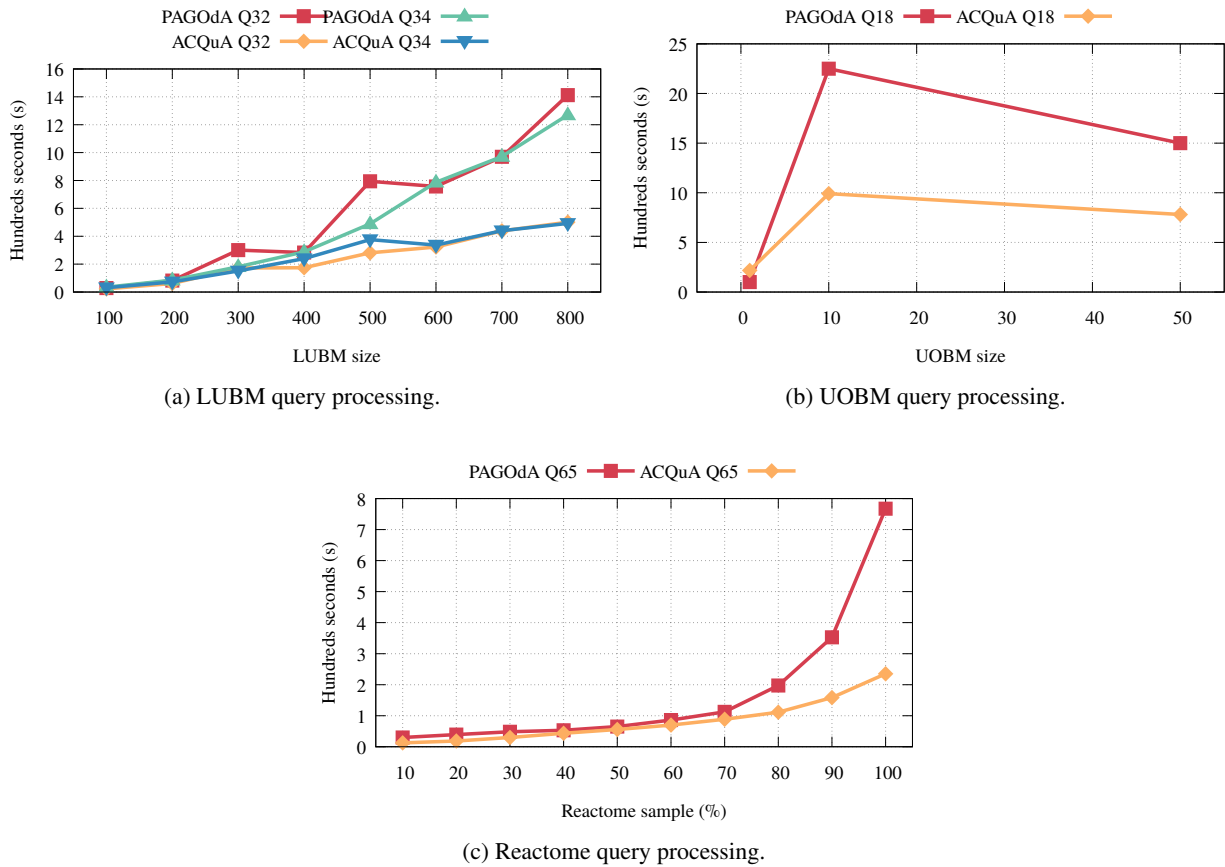 PAGOdA Q32 PAGOdA Q34
ACQuA Q32 ACQuA Q34
16
14
12
10
8
6
4
2
0
Hundreds seconds (s)
100 200 300 400 500 600 700 800
LUBM size
(a) LUBM query processing.
PAGOdA Q18 ACQuA Q18
25
20
15
10
5
0
Hundreds seconds (s)
0 10 20 30 40 50
UOBM size
(b) UOBM query processing.
PAGOdA Q65 ACQuA Q65
8
7
6
5
4
3
2
1
0
Hundreds seconds (s)
10 20 30 40 50 60 70 80 90 100
Reactome sample (%)
(c) Reactome query processing.